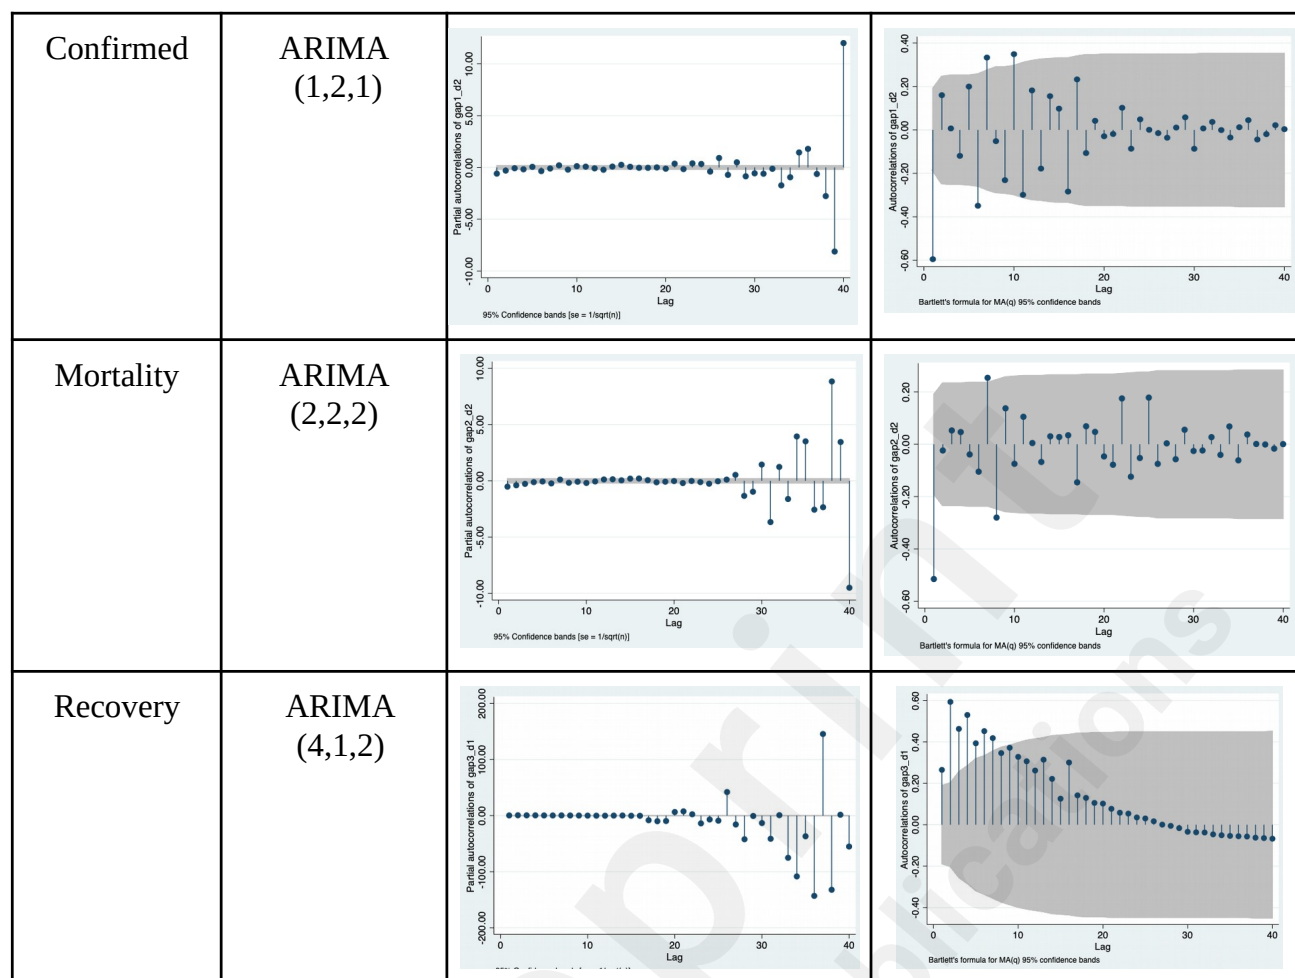 Confirmed
ARIMA
(1,2,1)
Partial autocorrelations of gap1_d2
10.00
5.00
0.00
-5.00
-10.00
0
10
20
30
40
Lag
95% Confidence bands [se = 1/sqrt(n)]
Autocorrelations of gap1_d2
0.40
0.20
0.00
-0.20
-0.40
-0.60
0
10
20
30
40
Lag
Bartlett's formula for MA(q) 95% confidence bands
Mortality
ARIMA
(2,2,2)
Partial autocorrelations of gap2_d2
10.00
5.00
0.00
-5.00
-10.00
0
10
20
30
40
Lag
95% Confidence bands [se = 1/sqrt(n)]
Autocorrelations of gap2_d2
0.20
0.00
-0.20
-0.40
-0.60
0
10
20
30
40
Lag
Bartlett's formula for MA(q) 95% confidence bands
Recovery
ARIMA
(4,1,2)
Partial autocorrelations of gap3_d1
200.00
100.00
0.00
-100.00
-200.00
0
10
20
30
40
Lag
Autocorrelations of gap3_d1
0.60
0.40
0.20
0.00
-0.20
-0.40
0
10
20
30
40
Lag
Bartlett's formula for MA(q) 95% confidence bands
print
blications